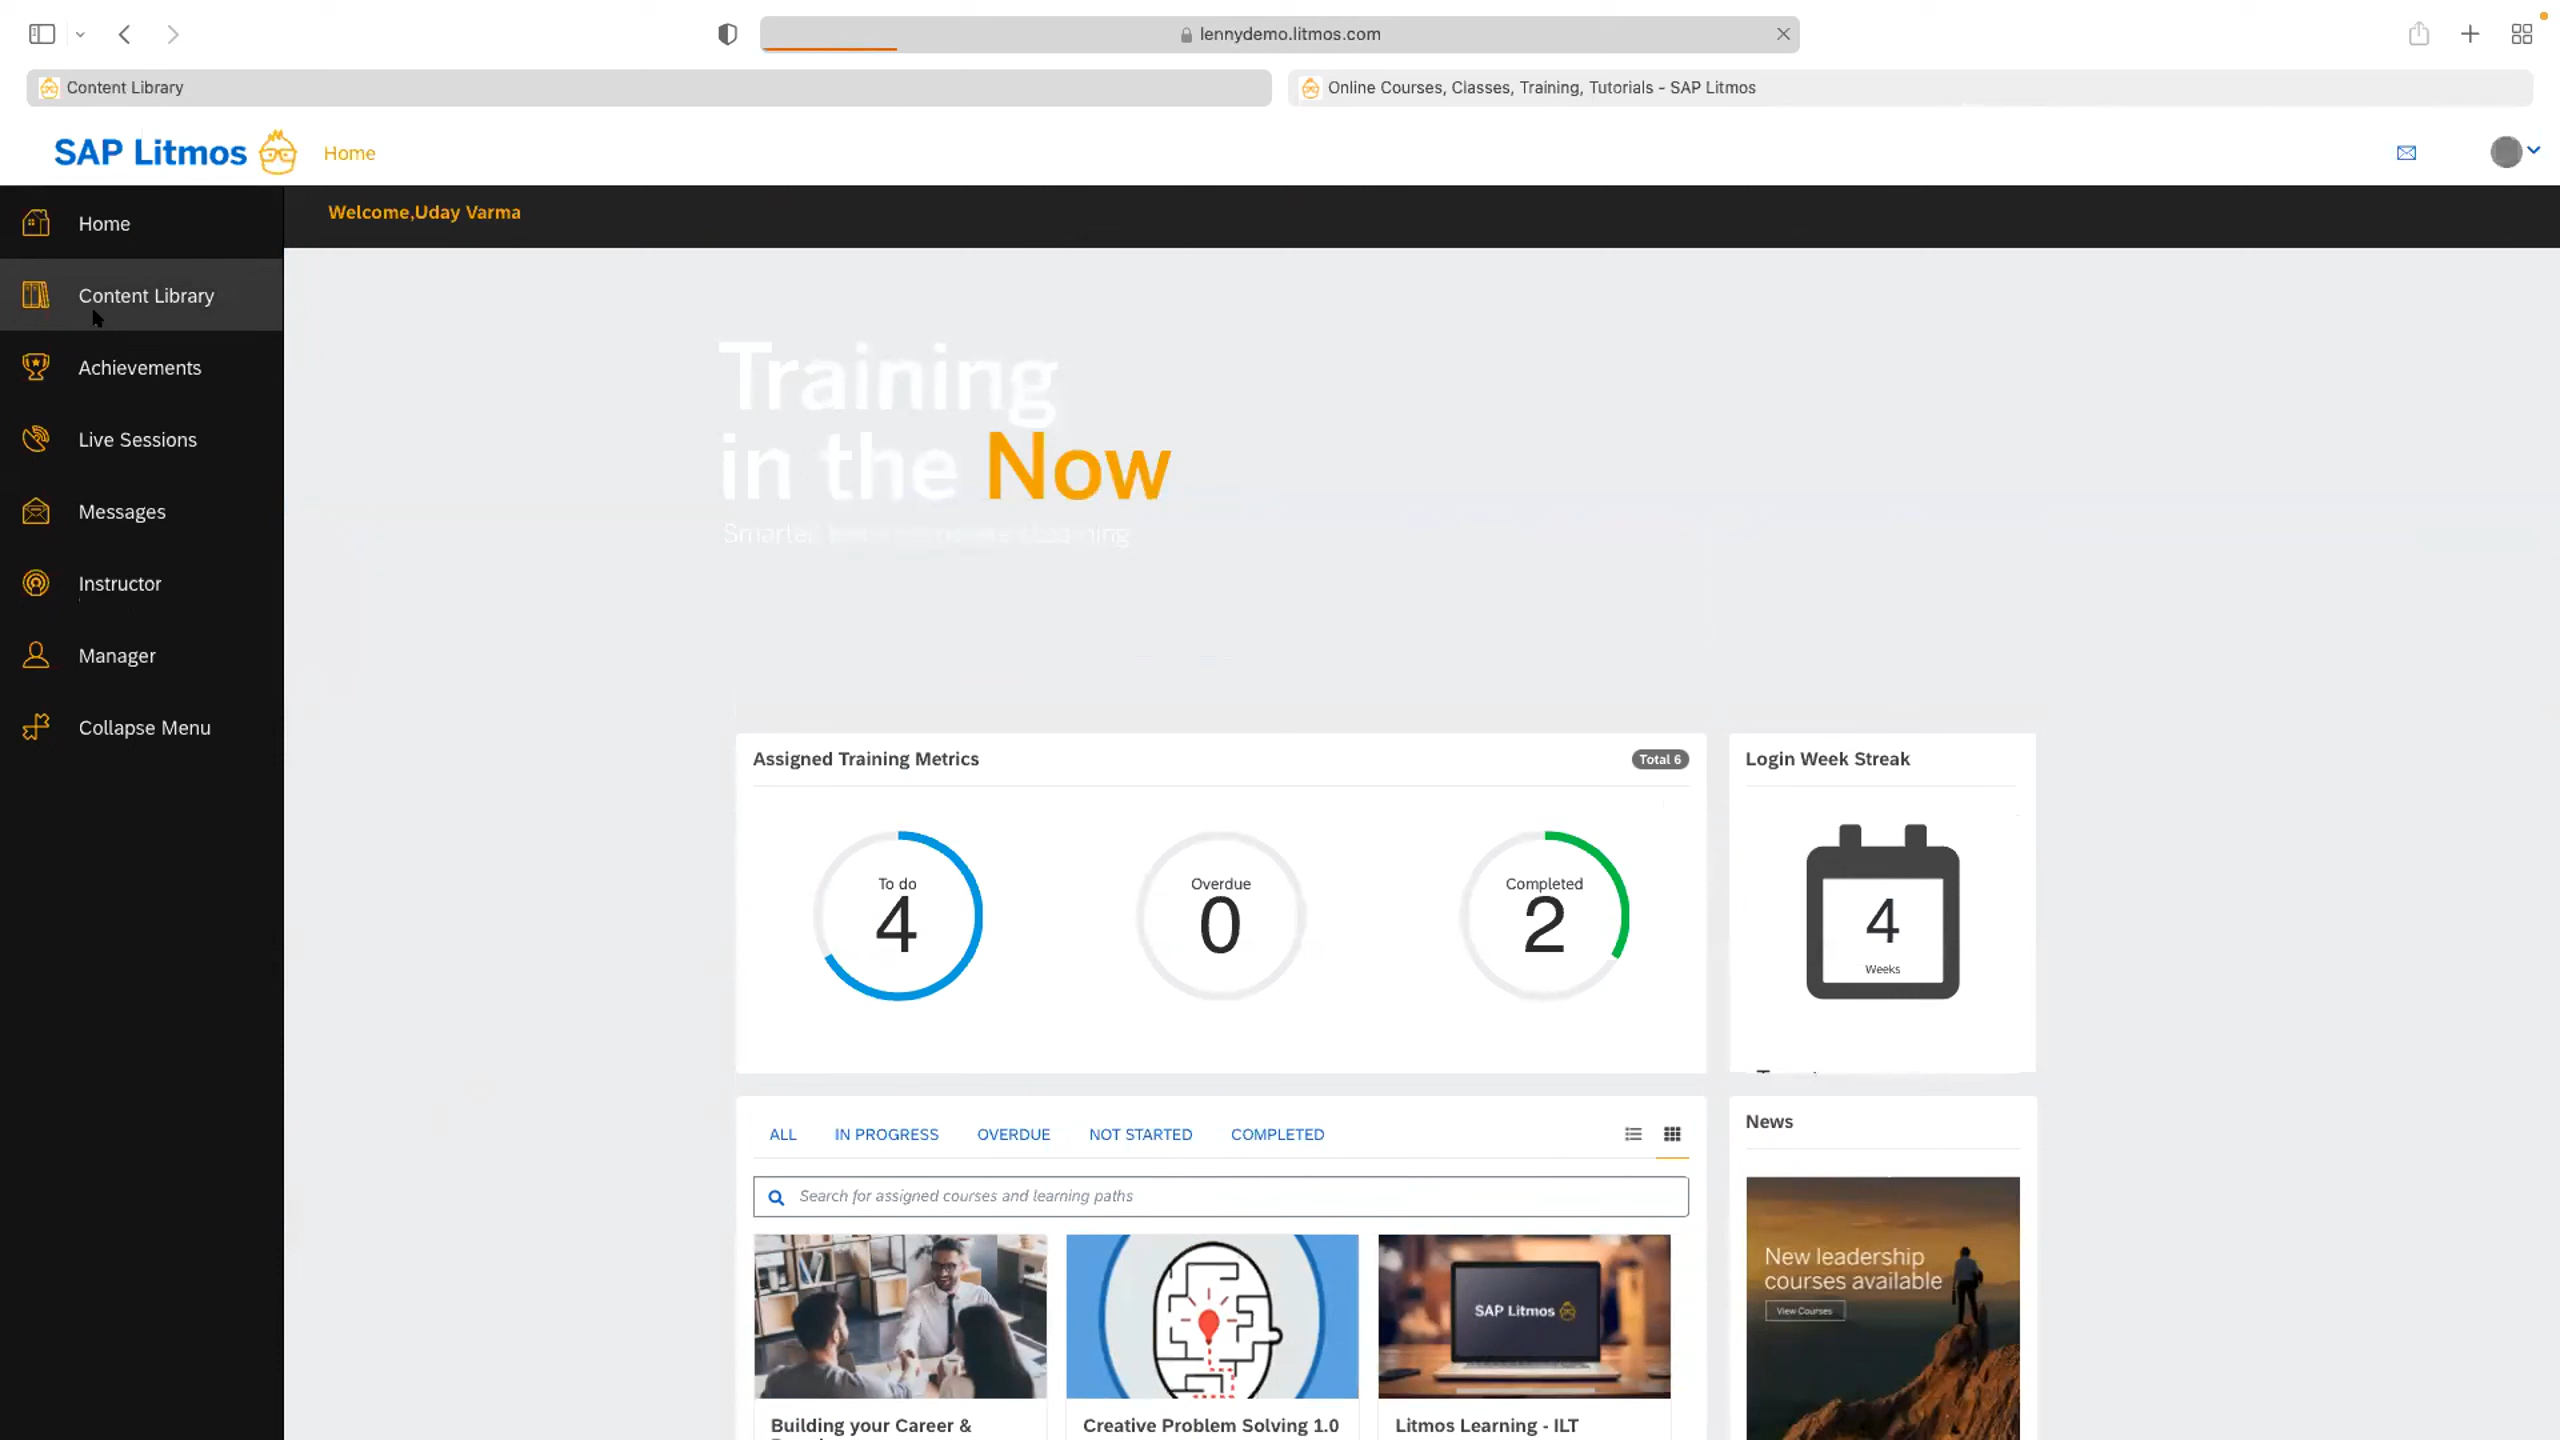 lennydemo.litmos.com
Content Library
Online Courses, Classes, Training, Tutorials - SAP Litmos
SAP Litmos
Home
Welcome,Uday Varma
Home
Content Library
Achievements
Live Sessions
Messages
Instructor
Manager
Collapse Menu
Training
in the Now
Assigned Training Metrics
Total 6
To do
4
Overdue
0
Completed
2
Login Week Streak
4
Weeks
ALL
IN PROGRESS
OVERDUE
NOT STARTED
COMPLETED
Search for assigned courses and learning paths
SAP Litmos
Building your Career &
Creative Problem Solving 1.0
Litmos Learning - ILT
News
New leadership
courses available
View Courses